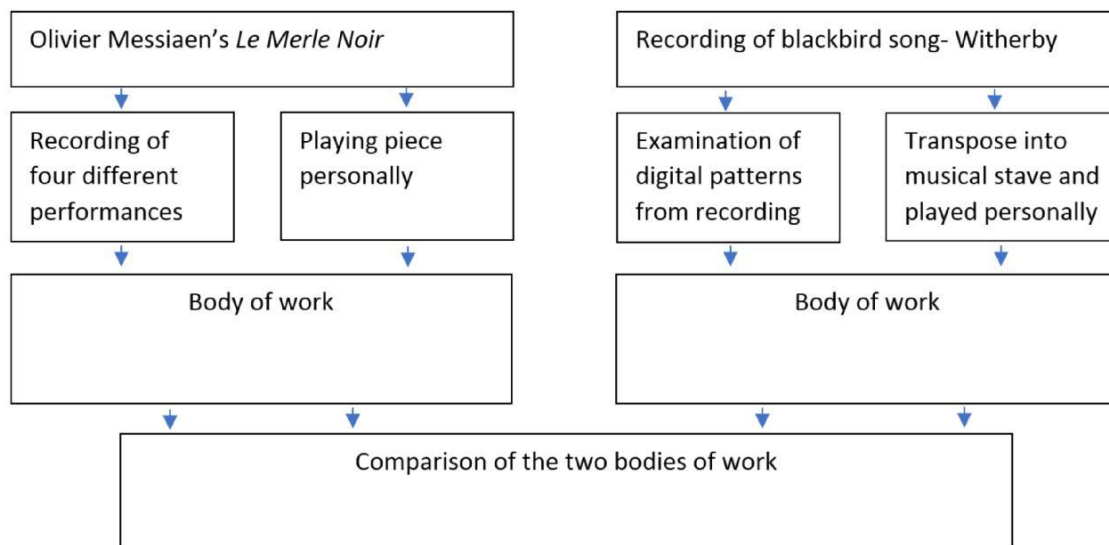 Olivier Messiaen's Le Merle Noir
Recording of blackbird song- Witherby
Recording of
four different
performances
Playing piece
personally
Examination of
digital patterns
from recording
Transpose into
musical stave and
played personally
Body of work
Body of work
Comparison of the two bodies of work